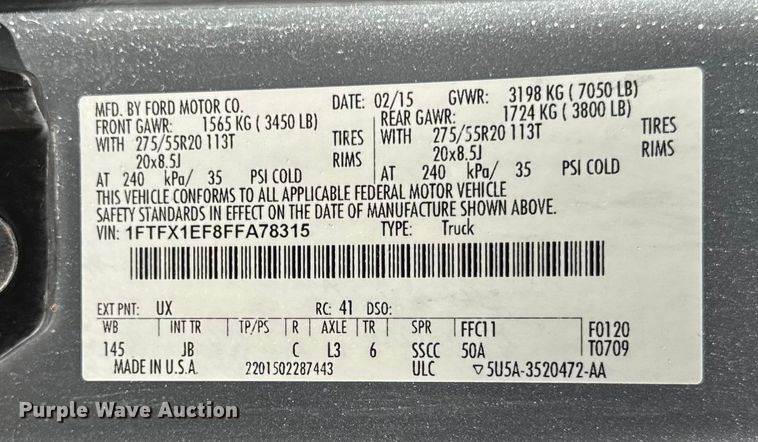 MFD. BY FORD MOTOR CO. DATE: 02/15 GVWR: 3198 KG ( 7050 LB)
FRONT GAWR: 1565 KG ( 3450 LB) REAR GAWR: 1724 KG ( 3800 LB)
WITH 275/55R20 113T TIRES WITH 275/55R20 113T TIRES
20x8.5J RIMS 20x8.5J RIMS
AT 240 kPa/ 35 PSI COLD AT 240 kPa/ 35 PSI COLD
THIS VEHICLE CONFORMS TO ALL APPLICABLE FEDERAL MOTOR VEHICLE
SAFETY STANDARDS IN EFFECT ON THE DATE OF MANUFACTURE SHOWN ABOVE.
VIN: 1FTFX1EF8FFA78315 TYPE: Truck
EXT PNT: UX RC: 41 DSO:
WB INT TR TP/PS R AXLE TR SPR FFC11 F0120
145 JB C L3 6 SSCC 50A T0709
MADE IN U.S.A. 2201502287443 ULC ▽5U5A-3520472-AA
Purple Wave Auction